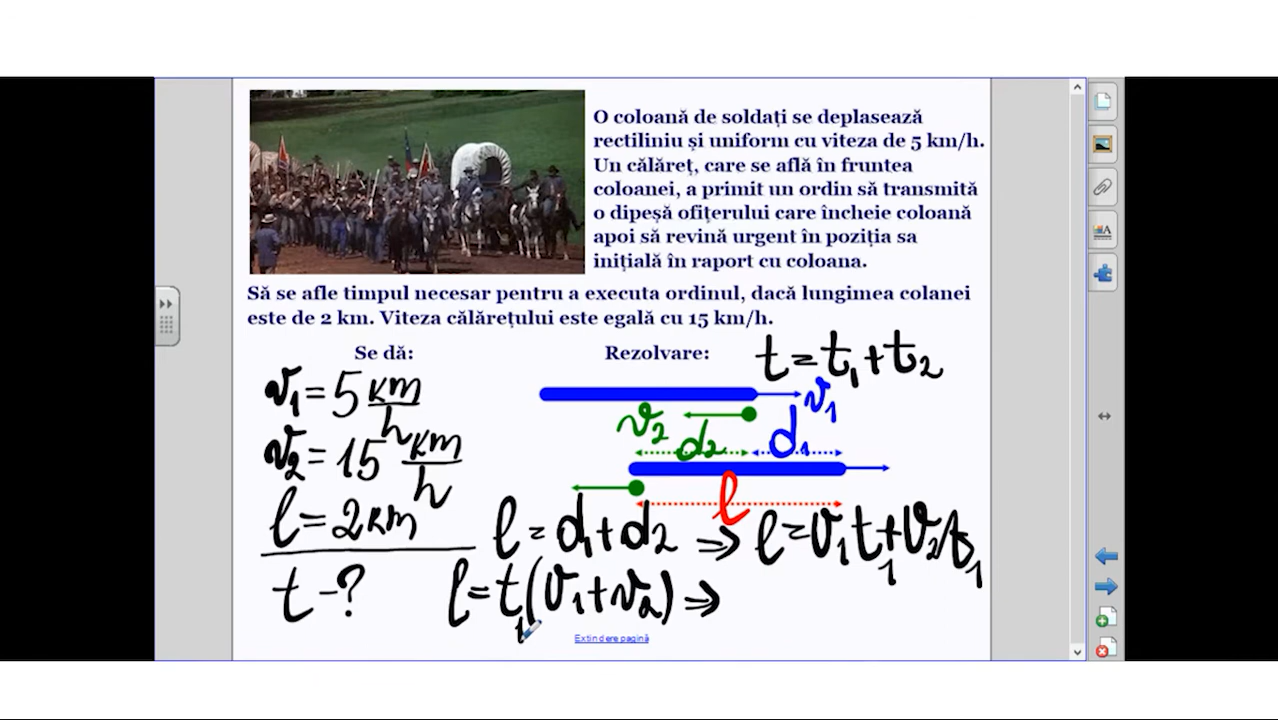 O coloană de soldați se deplasează
rectiliniu și uniform cu viteza de 5 km/h.
Un călăreț, care se află în fruntea
coloanei, a primit un ordin să transmită
o dipeșă ofițerului care încheie coloană
apoi să revină urgent în poziția sa
inițială în raport cu coloana.
Să se afle timpul necesar pentru a executa ordinul, dacă lungimea colanei
este de 2 km. Viteza călărețului este egală cu 15 km/h.
Se dă:
v₁ = 5 км/h
v₂ = 15 км/h
l = 2 км
t - ?
Rezolvare:
t = t₁ + t₂
v₁
v₂
d₂
d₁
l
l = d₁ + d₂ ⇒ l = v₁t₁ + v₂t₁
l = t₁(v₁ + v₂) ⇒
Extindere pagină